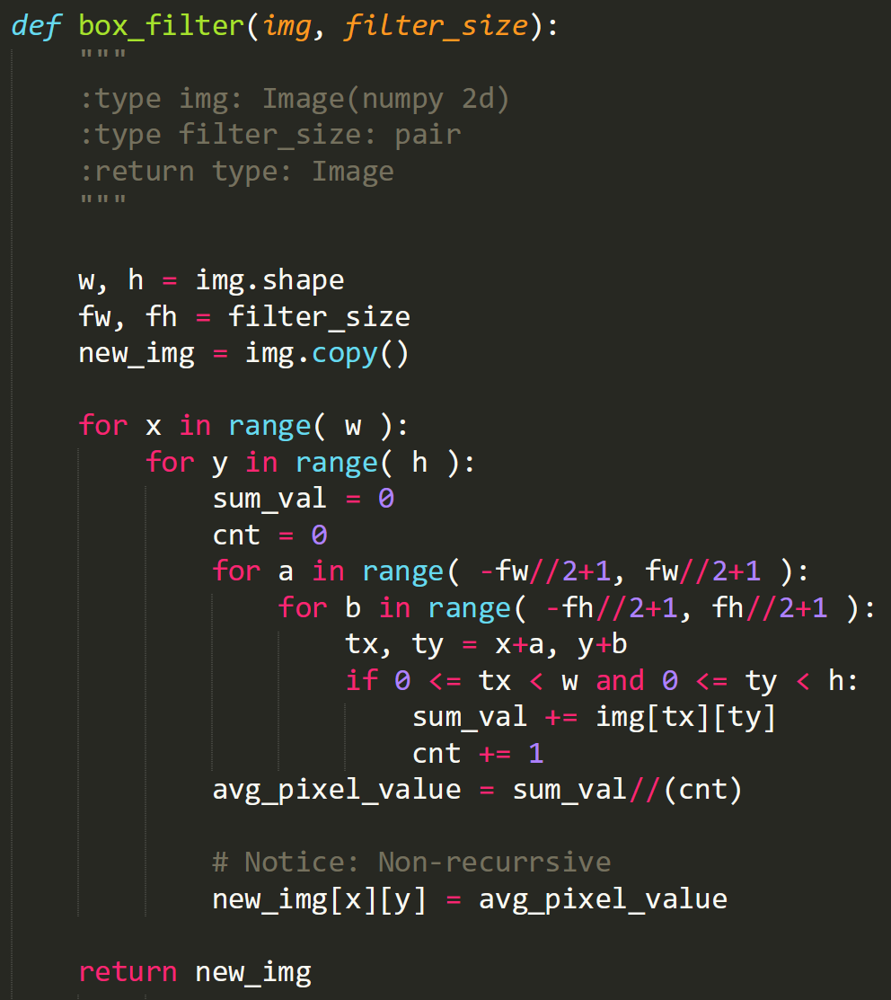 def box_filter(img, filter_size):
    """
    :type img: Image(numpy 2d)
    :type filter_size: pair
    :return type: Image
    """
    w, h = img.shape
    fw, fh = filter_size
    new_img = img.copy()
    for x in range( w ):
        for y in range( h ):
            sum_val = 0
            cnt = 0
            for a in range( -fw//2+1, fw//2+1 ):
                for b in range( -fh//2+1, fh//2+1 ):
                    tx, ty = x+a, y+b
                    if 0 <= tx < w and 0 <= ty < h:
                        sum_val += img[tx][ty]
                        cnt += 1
            avg_pixel_value = sum_val//(cnt)
            # Notice: Non-recurrsive
            new_img[x][y] = avg_pixel_value
    return new_img